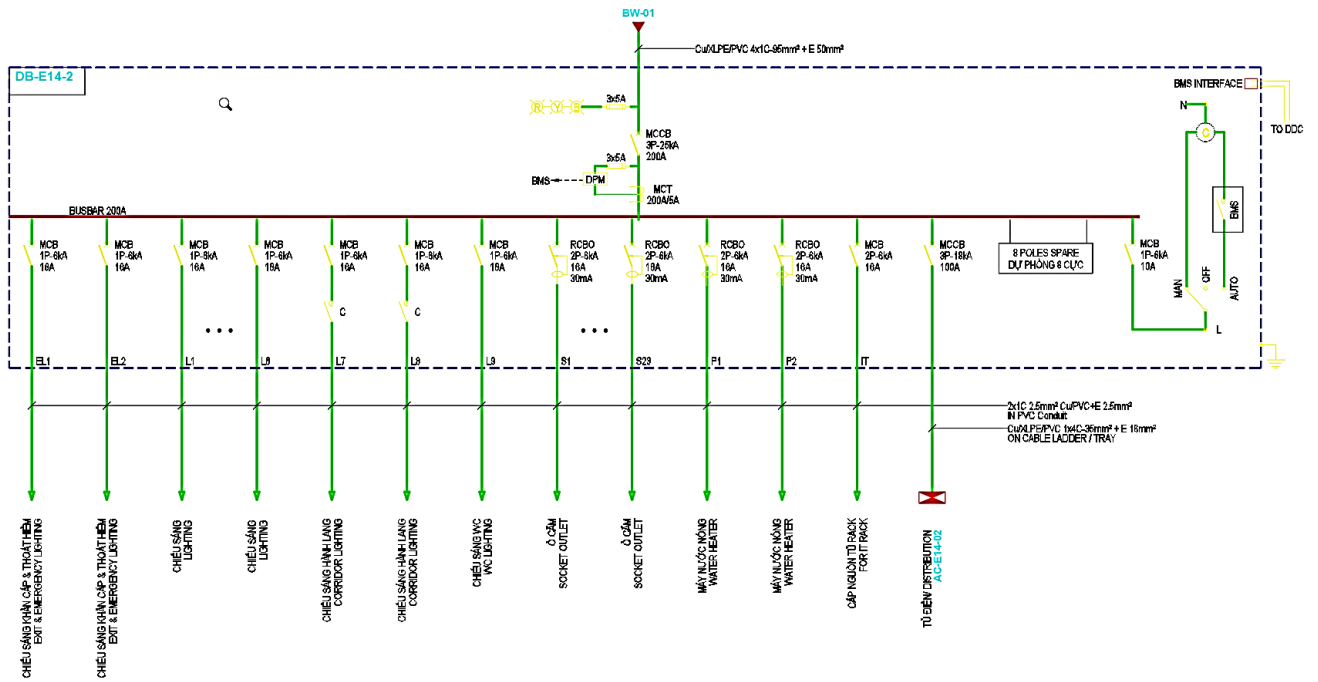 BW-01
Cu/XLPE/PVC 4x1C-95mm² + E 50mm²
DB-E14-2
BMS INTERFACE
TO DDC
N
C
R Y B
3x5A
MCCB
3P-25kA
200A
3x5A
BMS
DPM
MCT
200A/5A
BUSBAR 200A
BMS
MAN
OFF
AUTO
L
MCB
1P-6kA
16A
MCB
1P-6kA
16A
MCB
1P-6kA
16A
MCB
1P-6kA
16A
MCB
1P-6kA
16A
MCB
1P-6kA
16A
MCB
1P-6kA
16A
RCBO
2P-6kA
16A
30mA
RCBO
2P-6kA
16A
30mA
RCBO
2P-6kA
16A
30mA
RCBO
2P-6kA
16A
30mA
MCB
2P-6kA
16A
MCCB
3P-18kA
100A
8 POLES SPARE
DỰ PHÒNG 8 CỰC
MCB
1P-6kA
10A
C
C
...
...
EL1
EL2
L1
L6
L7
L8
L9
S1
S23
P1
P2
IT
2x1C 2.5mm² Cu/PVC+E 2.5mm²
IN PVC Conduit
Cu/XLPE/PVC 1x4C-35mm² + E 16mm²
ON CABLE LADDER / TRAY
CHIẾU SÁNG KHẨN CẤP & THOÁT HIỂM
EXIT & EMERGENCY LIGHTING
CHIẾU SÁNG KHẨN CẤP & THOÁT HIỂM
EXIT & EMERGENCY LIGHTING
CHIẾU SÁNG
LIGHTING
CHIẾU SÁNG
LIGHTING
CHIẾU SÁNG HÀNH LANG
CORRIDOR LIGHTING
CHIẾU SÁNG HÀNH LANG
CORRIDOR LIGHTING
CHIẾU SÁNG WC
WC LIGHTING
Ổ CẮM
SOCKET OUTLET
Ổ CẮM
SOCKET OUTLET
MÁY NƯỚC NÓNG
WATER HEATER
MÁY NƯỚC NÓNG
WATER HEATER
CẤP NGUỒN TỦ RACK
FOR IT RACK
TỦ ĐIỆN/ DISTRIBUTION
AC-E14-02